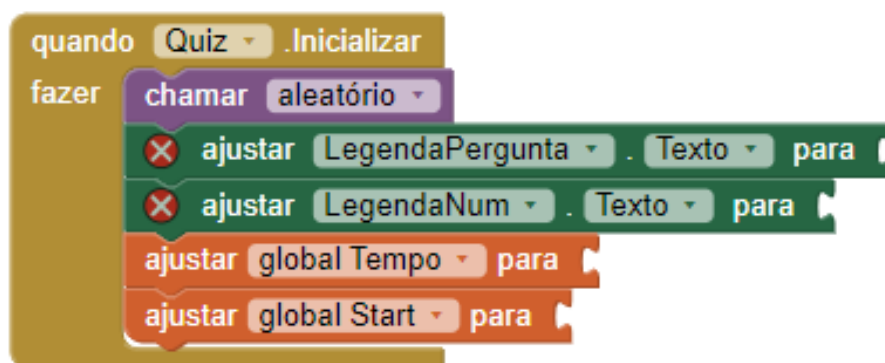 quando Quiz .Inicializar
fazer chamar aleatório
ajustar LegendaPergunta . Texto para
ajustar LegendaNum . Texto para
ajustar global Tempo para
ajustar global Start para